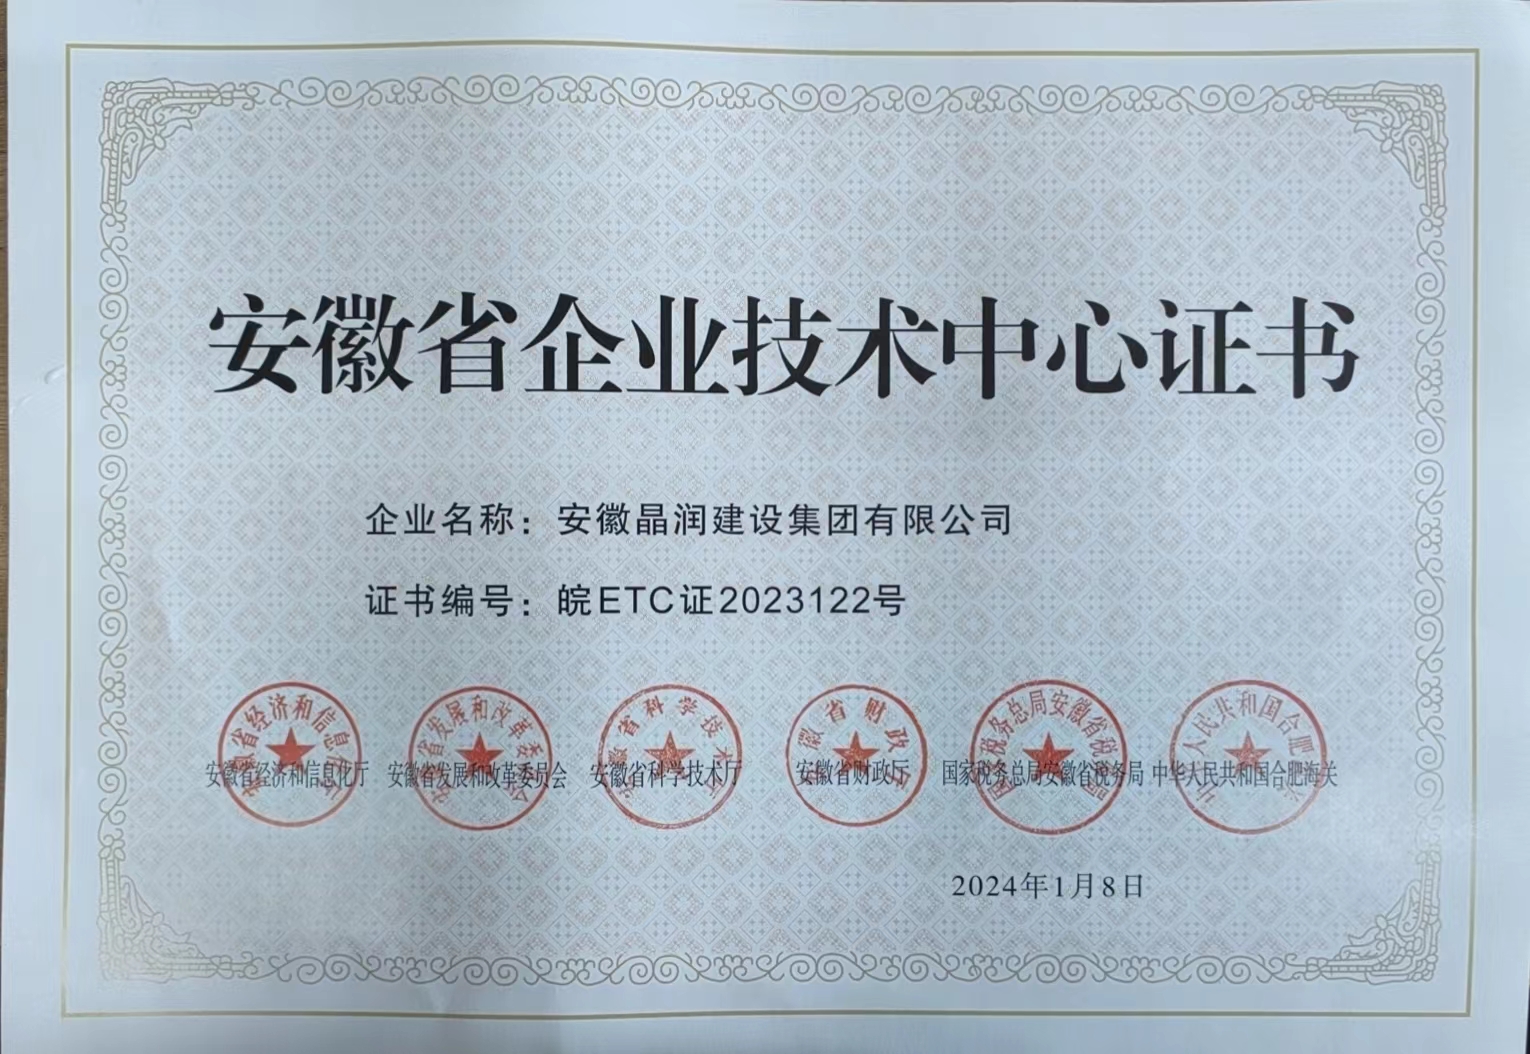 安徽省企业技术中心证书
企业名称：安徽晶润建设集团有限公司
证书编号：皖ETC证2023122号
安徽省经济和信息化厅 安徽省发展和改革委员会 安徽省科学技术厅 安徽省财政厅 国家税务总局安徽省税务局 中华人民共和国合肥海关
2024年1月8日